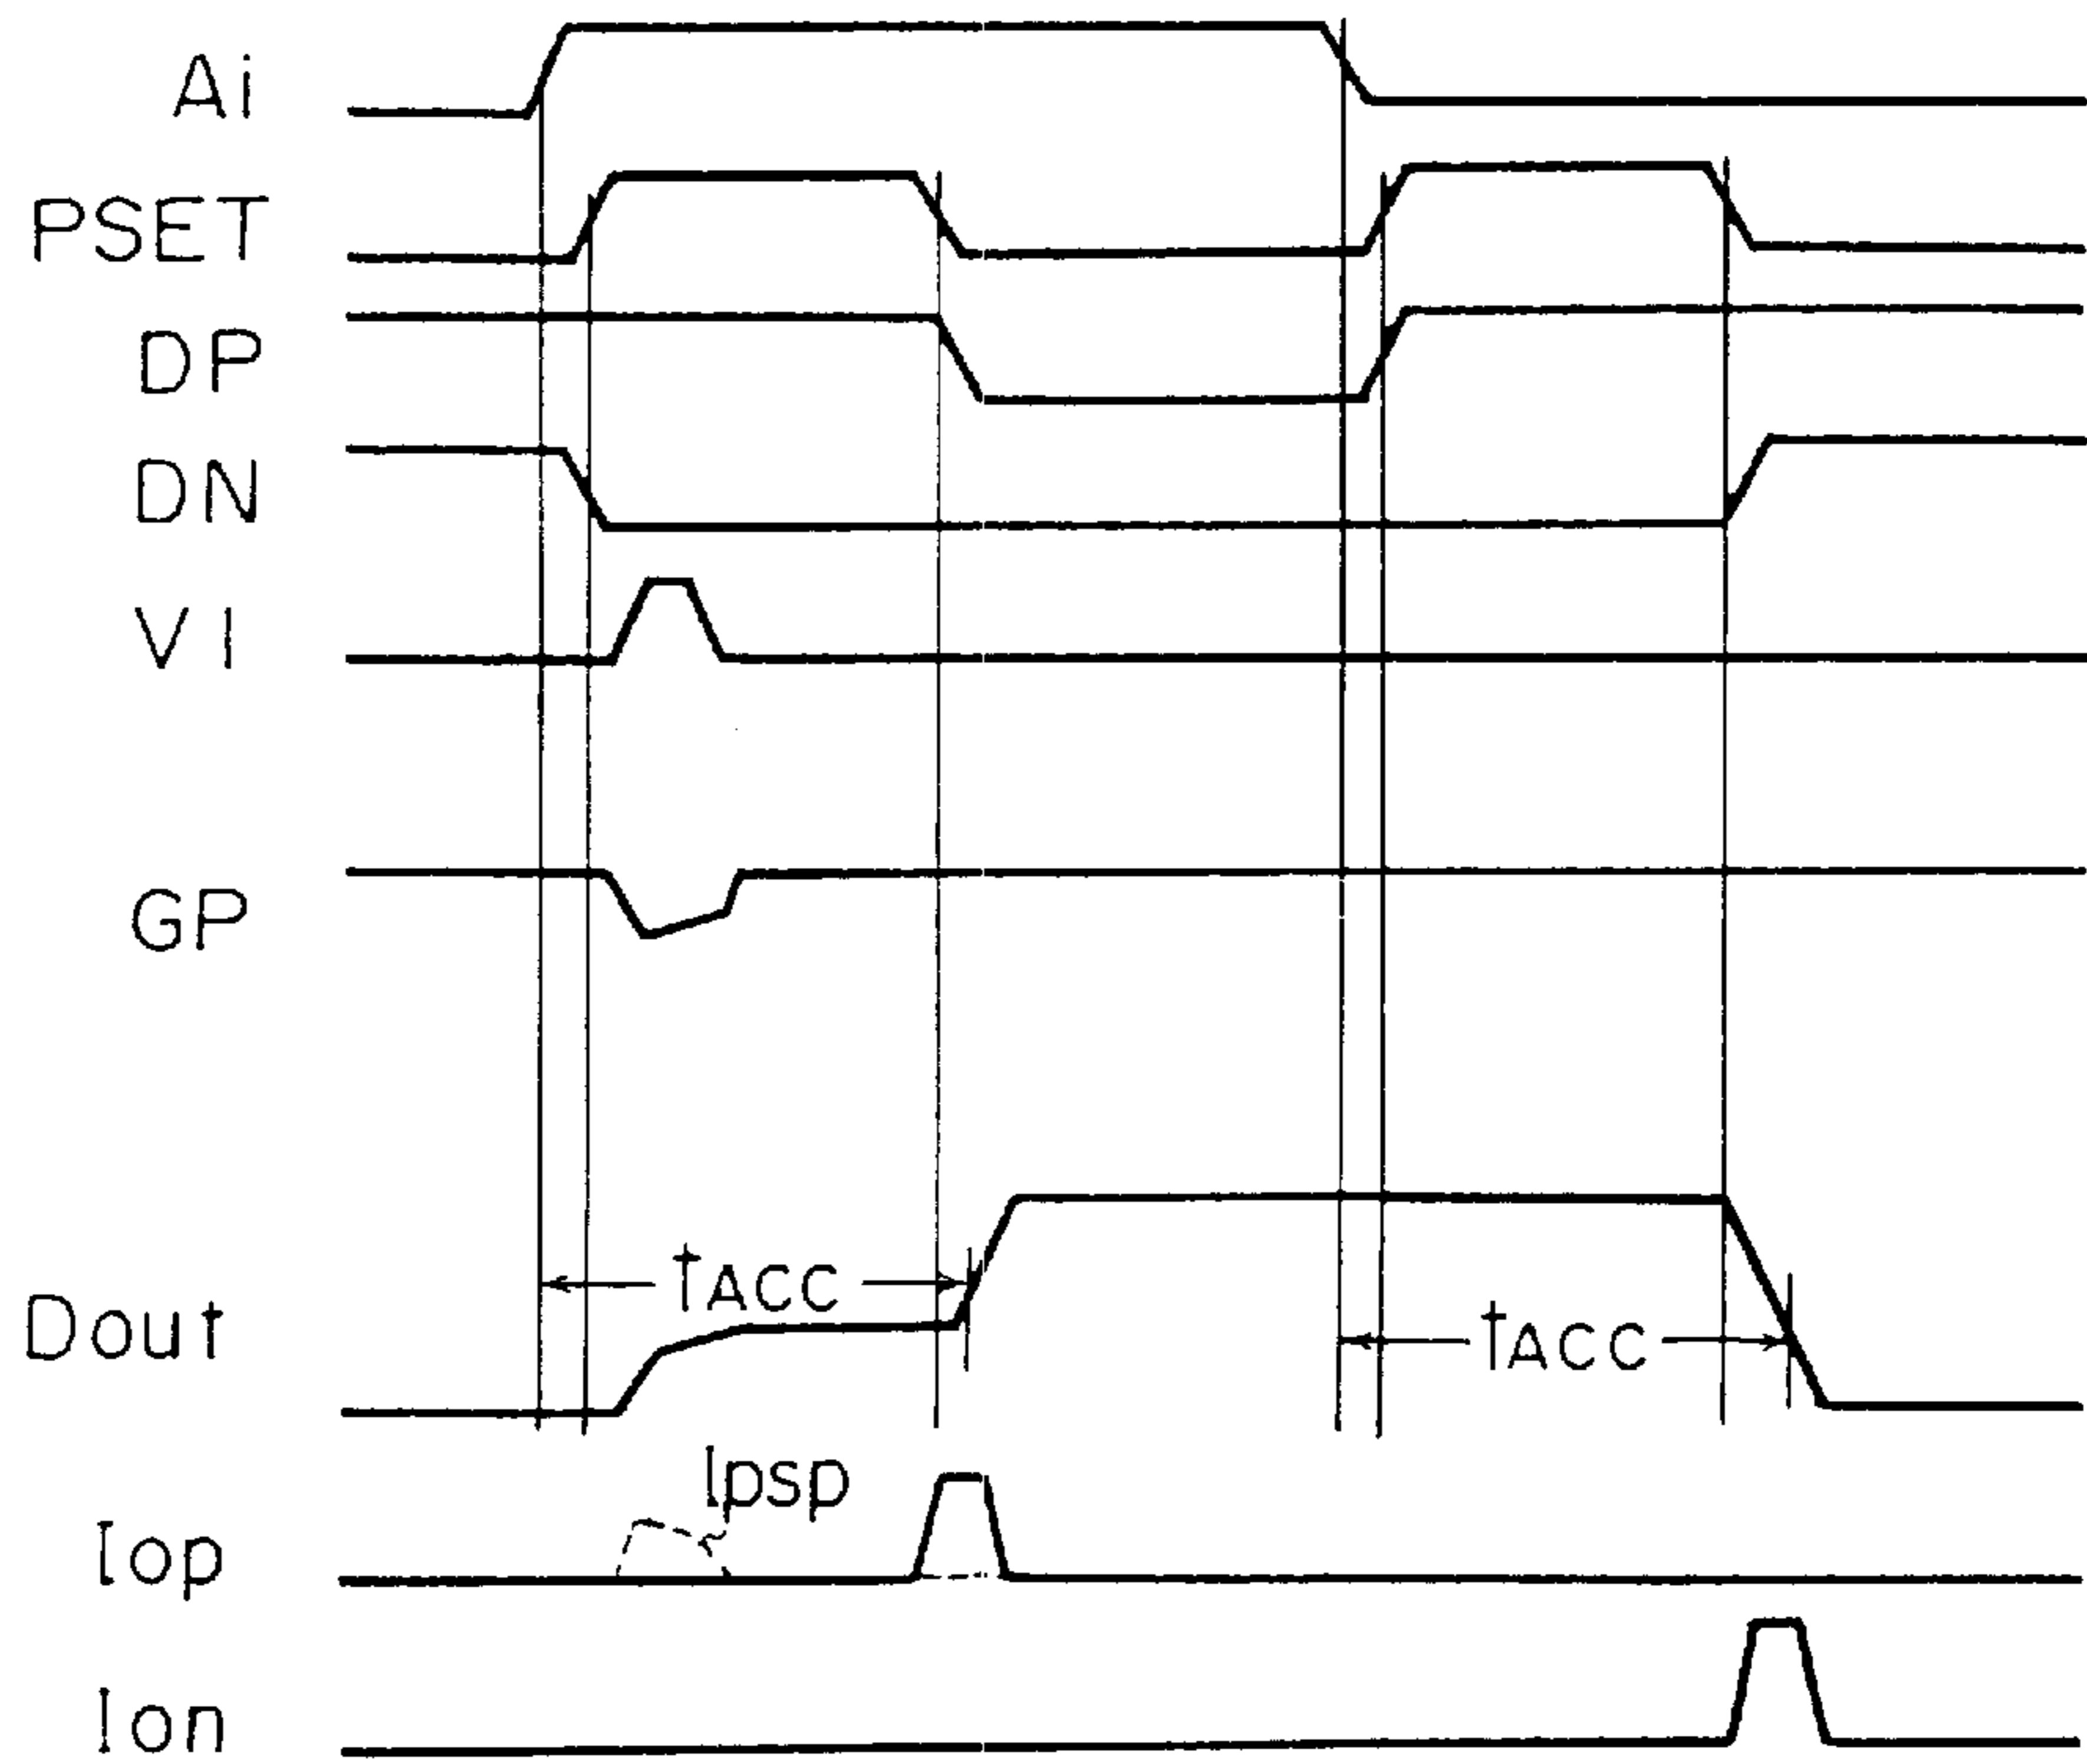 Ai
PSET
DP
DN
VI
GP
tACC
Dout
tACC
Ipsp
Iop
Ion